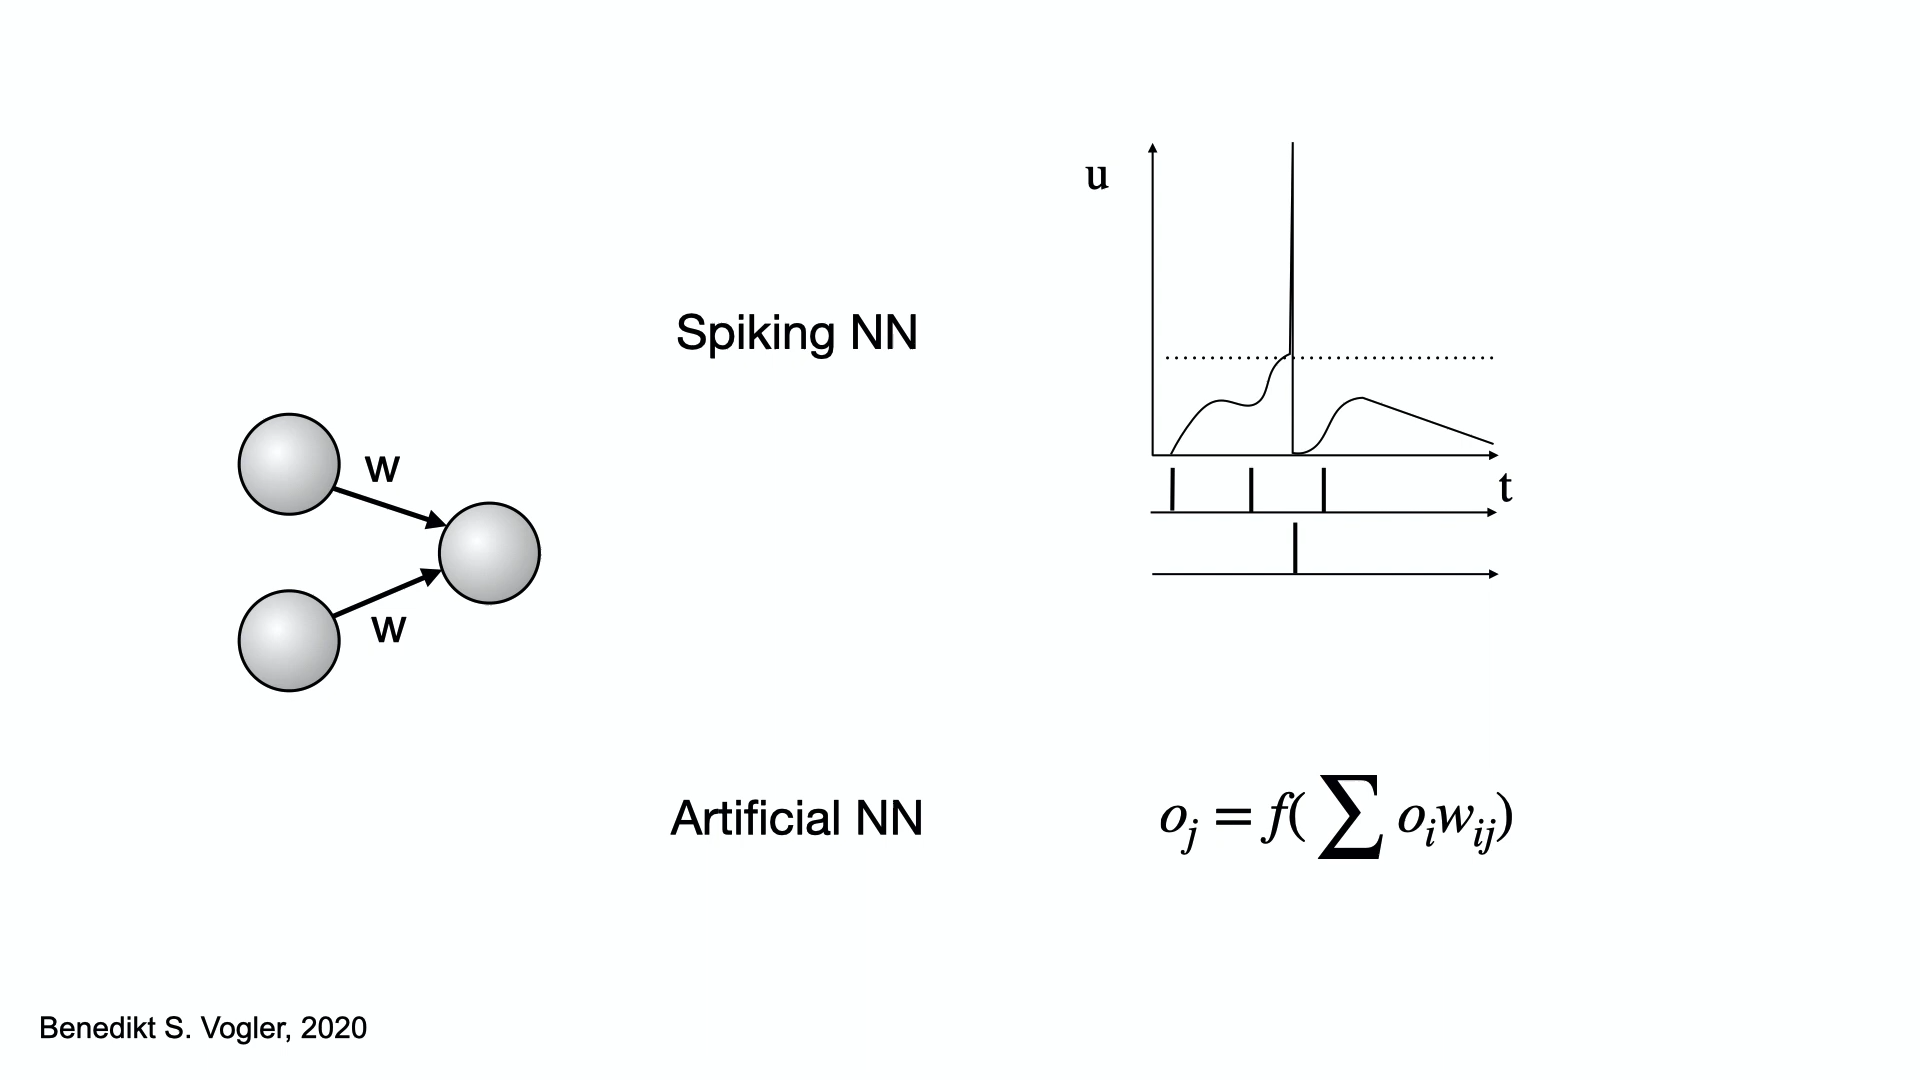 u
Spiking NN
w
t
w
Artificial NN
o_j = f(∑ o_i w_ij)
Benedikt S. Vogler, 2020